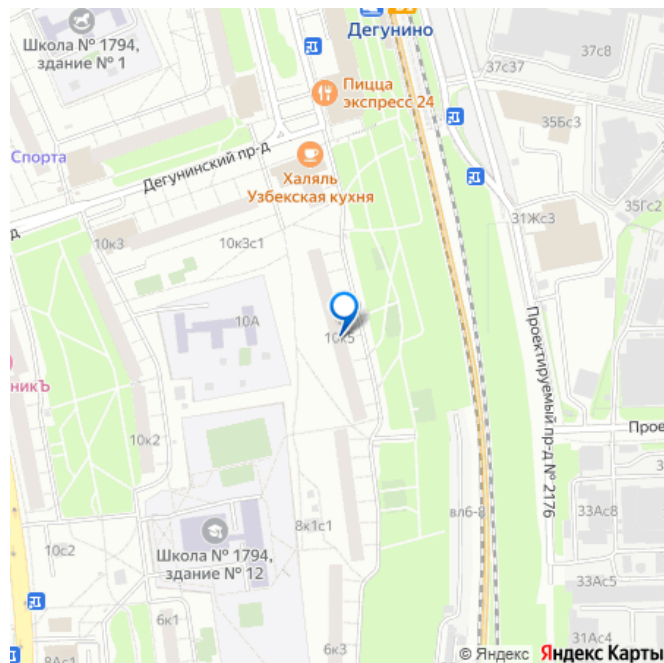 Школа № 1794,
здание № 1
Дегунино
37с8
37с37
Пицца
экспресс 24
35Бс3
Спорта
Дегунинский пр-д
Халяль
Узбекская кухня
35Гс2
31Жс3
д
10к3
10к3с1
10А
10к5
Проектируемый пр-д № 2176
никЪ
10к2
Прое
вл6-8
33Ас8
8к1с1
10с2
Школа № 1794,
здание № 12
33Ас5
6к1
6к3
31Ас4
8Ас1
© Яндекс Яндекс Карты